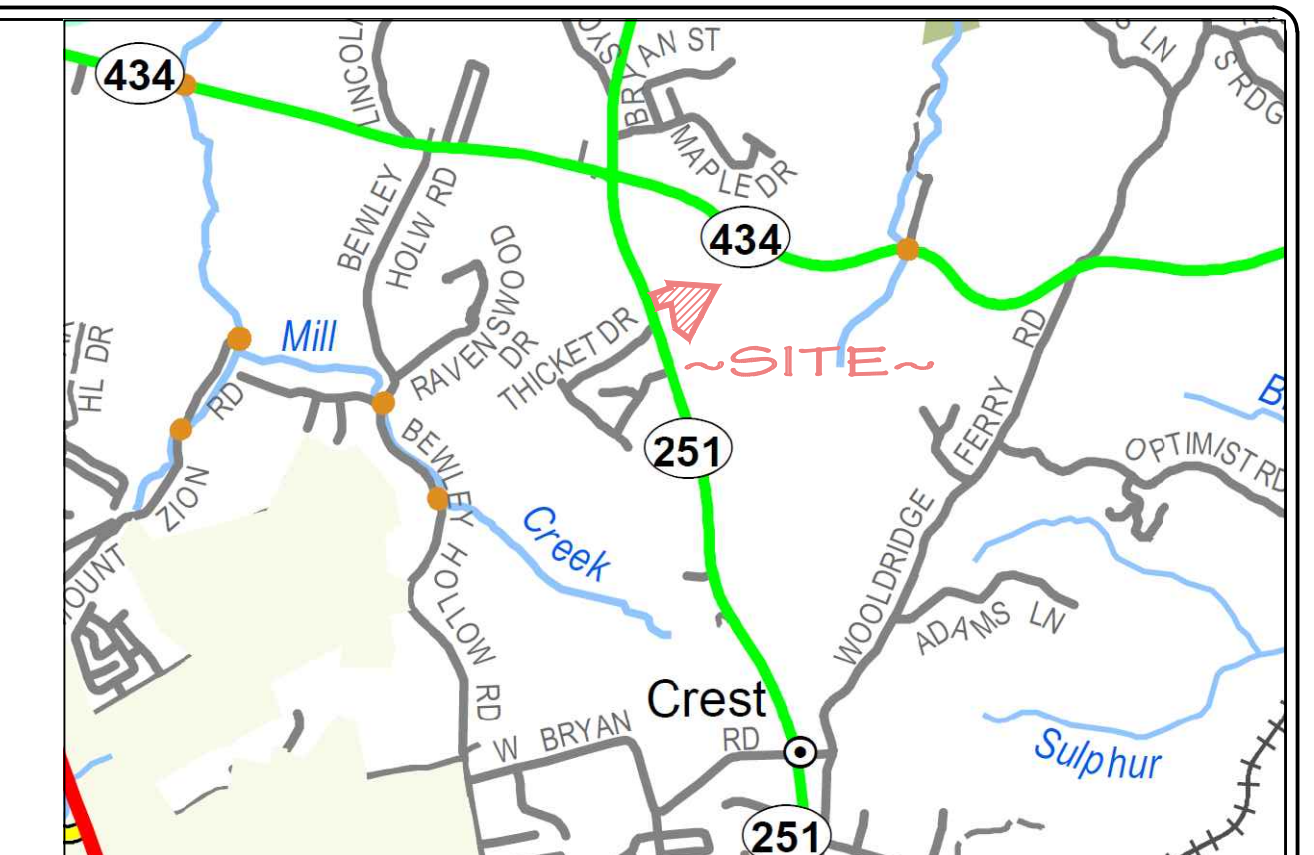 434
LINCOLN
BRYAN ST
BRYAN
MAPLE DR
S RDG
LN
BEWLEY
HOLW RD
434
RAVENSWOOD
DR
THICKET DR
~SITE~
Mill
HL DR
RD
ZION
MOUNT
BEWLEY HOLLOW RD
251
Creek
FERRY
RD
OPTIMIST RD
WOOLDRIDGE
ADAMS LN
Crest
W BRYAN
RD
Sulphur
251